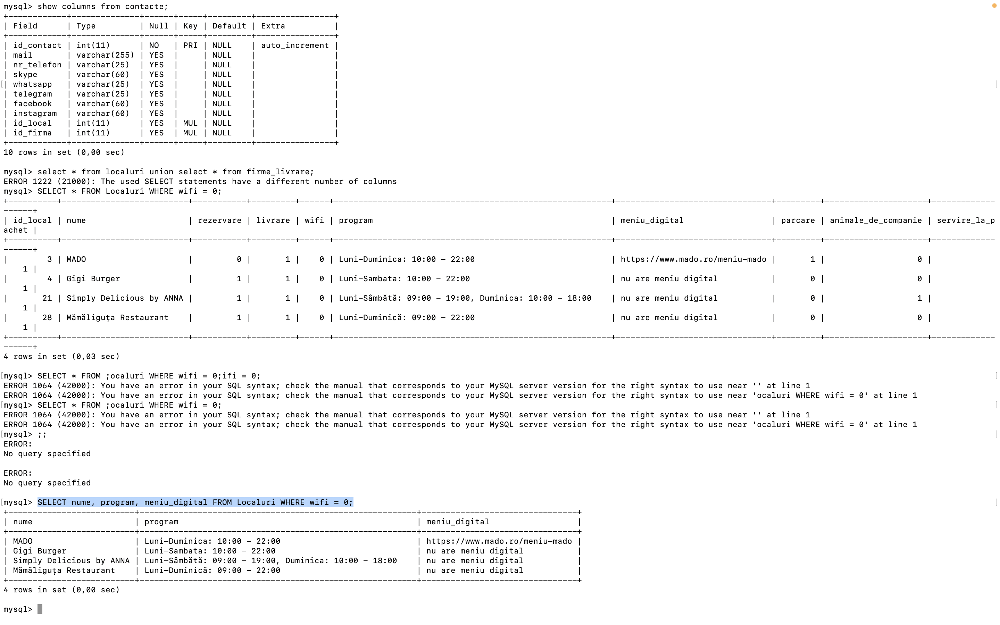 mysql> show columns from contacte;
+------------+--------------+------+-----+---------+----------------+
| Field      | Type         | Null | Key | Default | Extra          |
+------------+--------------+------+-----+---------+----------------+
| id_contact | int(11)      | NO   | PRI | NULL    | auto_increment |
| mail       | varchar(255) | YES  |     | NULL    |                |
| nr_telefon | varchar(25)  | YES  |     | NULL    |                |
| skype      | varchar(60)  | YES  |     | NULL    |                |
[| whatsapp   | varchar(25)  | YES  |     | NULL    |                | ]
| telegram   | varchar(25)  | YES  |     | NULL    |                |
| facebook   | varchar(60)  | YES  |     | NULL    |                |
| instagram  | varchar(60)  | YES  |     | NULL    |                |
| id_local   | int(11)      | YES  | MUL | NULL    |                |
| id_firma   | int(11)      | YES  | MUL | NULL    |                |
+------------+--------------+------+-----+---------+----------------+
10 rows in set (0,00 sec)
mysql> select * from localuri union select * from firme_livrare;
ERROR 1222 (21000): The used SELECT statements have a different number of columns
mysql> SELECT * FROM Localuri WHERE wifi = 0;
+----------+--------------------------+-----------+---------+------+---------------------------------------------------------+--------------------------------+---------+---------------------+-------------
------+
| id_local | nume                     | rezervare | livrare | wifi | program                                                 | meniu_digital                  | parcare | animale_de_companie | servire_la_p
achet |
+----------+--------------------------+-----------+---------+------+---------------------------------------------------------+--------------------------------+---------+---------------------+-------------
------+
|        3 | MADO                     |         0 |       1 |    0 | Luni-Duminica: 10:00 - 22:00                            | https://www.mado.ro/meniu-mado |       1 |                   0 |
    1 |
|        4 | Gigi Burger              |         1 |       1 |    0 | Luni-Sambata: 10:00 - 22:00                             | nu are meniu digital           |       0 |                   0 |
    1 |
|       21 | Simply Delicious by ANNA |         1 |       1 |    0 | Luni-Sâmbătă: 09:00 - 19:00, Duminica: 10:00 - 18:00    | nu are meniu digital           |       0 |                   1 |
    1 |
|       28 | Mămăliguța Restaurant    |         1 |       1 |    0 | Luni-Duminică: 09:00 - 22:00                            | nu are meniu digital           |       0 |                   0 |
    1 |
+----------+--------------------------+-----------+---------+------+---------------------------------------------------------+--------------------------------+---------+---------------------+-------------
------+
4 rows in set (0,03 sec)
[mysql> SELECT * FROM ;ocaluri WHERE wifi = 0;ifi = 0; ]
ERROR 1064 (42000): You have an error in your SQL syntax; check the manual that corresponds to your MySQL server version for the right syntax to use near '' at line 1
ERROR 1064 (42000): You have an error in your SQL syntax; check the manual that corresponds to your MySQL server version for the right syntax to use near 'ocaluri WHERE wifi = 0' at line 1
[mysql> SELECT * FROM ;ocaluri WHERE wifi = 0; ]
ERROR 1064 (42000): You have an error in your SQL syntax; check the manual that corresponds to your MySQL server version for the right syntax to use near '' at line 1
ERROR 1064 (42000): You have an error in your SQL syntax; check the manual that corresponds to your MySQL server version for the right syntax to use near 'ocaluri WHERE wifi = 0' at line 1
[mysql> ;; ]
ERROR:
No query specified
ERROR:
No query specified
[mysql> SELECT nume, program, meniu_digital FROM Localuri WHERE wifi = 0; ]
+--------------------------+---------------------------------------------------------+--------------------------------+
| nume                     | program                                                 | meniu_digital                  |
+--------------------------+---------------------------------------------------------+--------------------------------+
| MADO                     | Luni-Duminica: 10:00 - 22:00                            | https://www.mado.ro/meniu-mado |
| Gigi Burger              | Luni-Sambata: 10:00 - 22:00                             | nu are meniu digital           |
| Simply Delicious by ANNA | Luni-Sâmbătă: 09:00 - 19:00, Duminica: 10:00 - 18:00    | nu are meniu digital           |
| Mămăliguța Restaurant    | Luni-Duminică: 09:00 - 22:00                            | nu are meniu digital           |
+--------------------------+---------------------------------------------------------+--------------------------------+
4 rows in set (0,00 sec)
mysql>